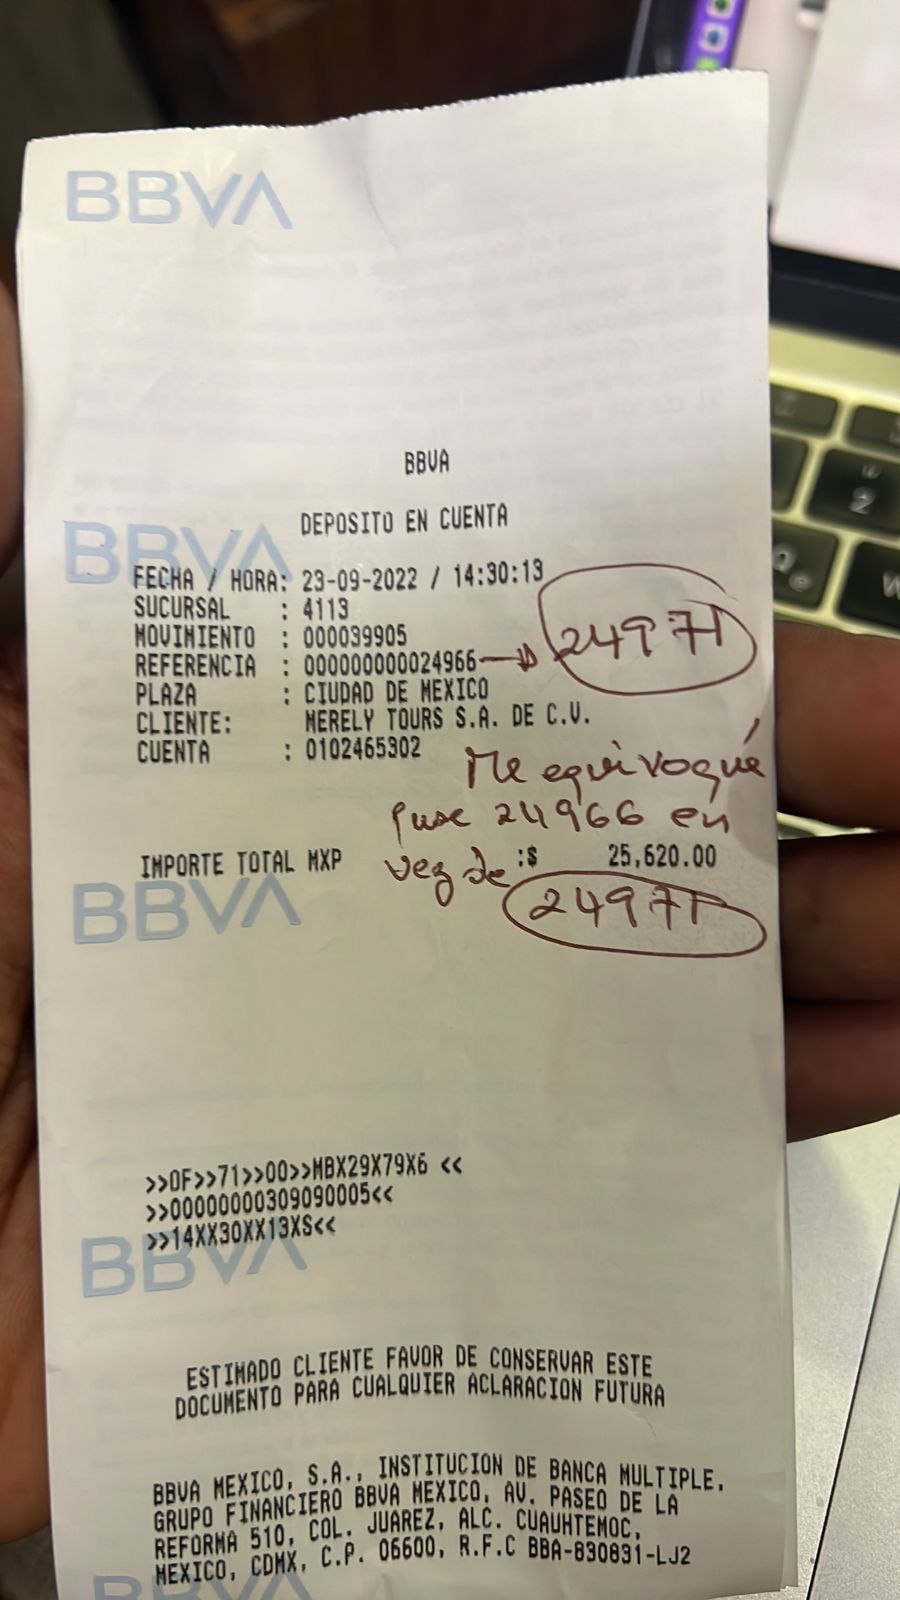 BBVA
BBVA
DEPOSITO EN CUENTA
BBVA
FECHA / HORA: 23-09-2022 / 14:30:13
SUCURSAL : 4113
MOVIMIENTO : 000039905
24971
REFERENCIA : 000000000024966
PLAZA : CIUDAD DE MEXICO
CLIENTE: MERELY TOURS S.A. DE C.V.
CUENTA : 0102465302
Me equivoqué
puse 24966 en
vez de
IMPORTE TOTAL MXP :$ 25,620.00
24971
BBVA
>>0F>>71>>00>>MBX29X79X6 <<
>>00000000309090005<<
>>14XX30XX13XS<<
BBVA
ESTIMADO CLIENTE FAVOR DE CONSERVAR ESTE
DOCUMENTO PARA CUALQUIER ACLARACION FUTURA
BBVA MEXICO, S.A., INSTITUCION DE BANCA MULTIPLE,
GRUPO FINANCIERO BBVA MEXICO, AV. PASEO DE LA
REFORMA 510, COL. JUAREZ, ALC. CUAUHTEMOC,
MEXICO, CDMX, C.P. 06600, R.F.C BBA-830831-LJ2
BBVA
2
W